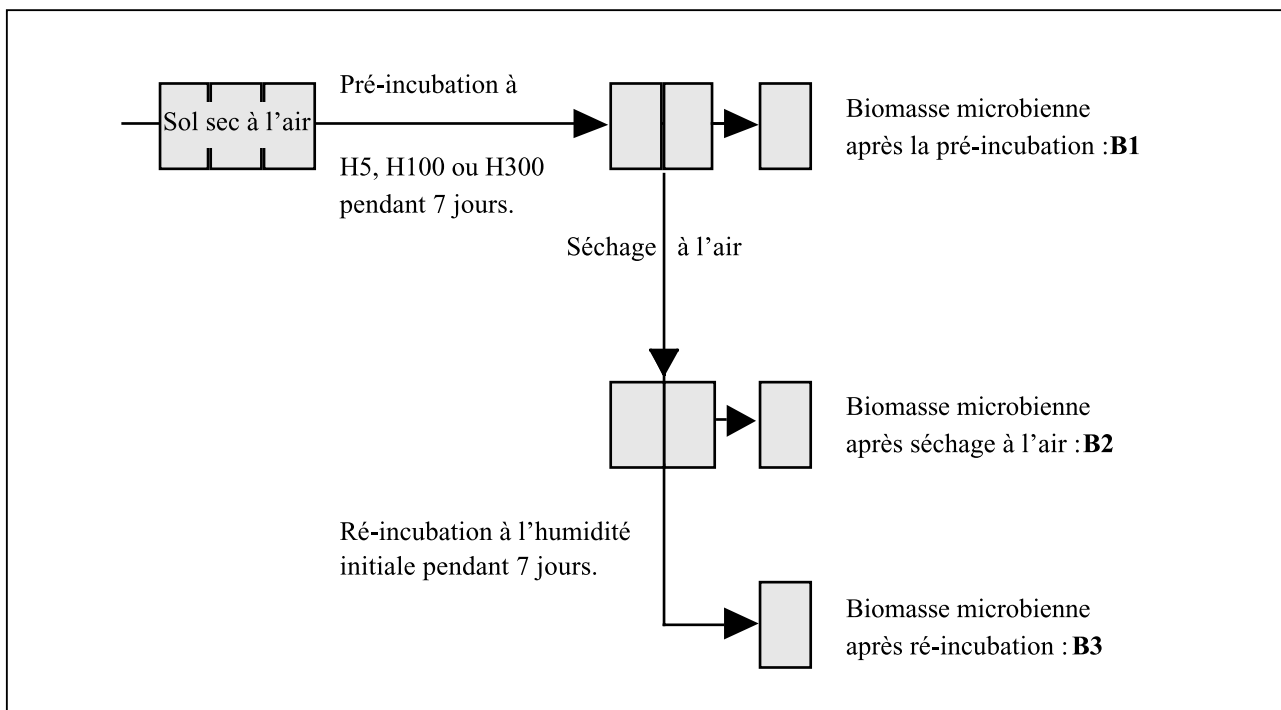 Pré-incubation à
Sol sec à l’air
H5, H100 ou H300
pendant 7 jours.
Biomasse microbienne
après la pré-incubation : B1
Séchage à l’air
Biomasse microbienne
après séchage à l’air : B2
Ré-incubation à l’humidité
initiale pendant 7 jours.
Biomasse microbienne
après ré-incubation : B3